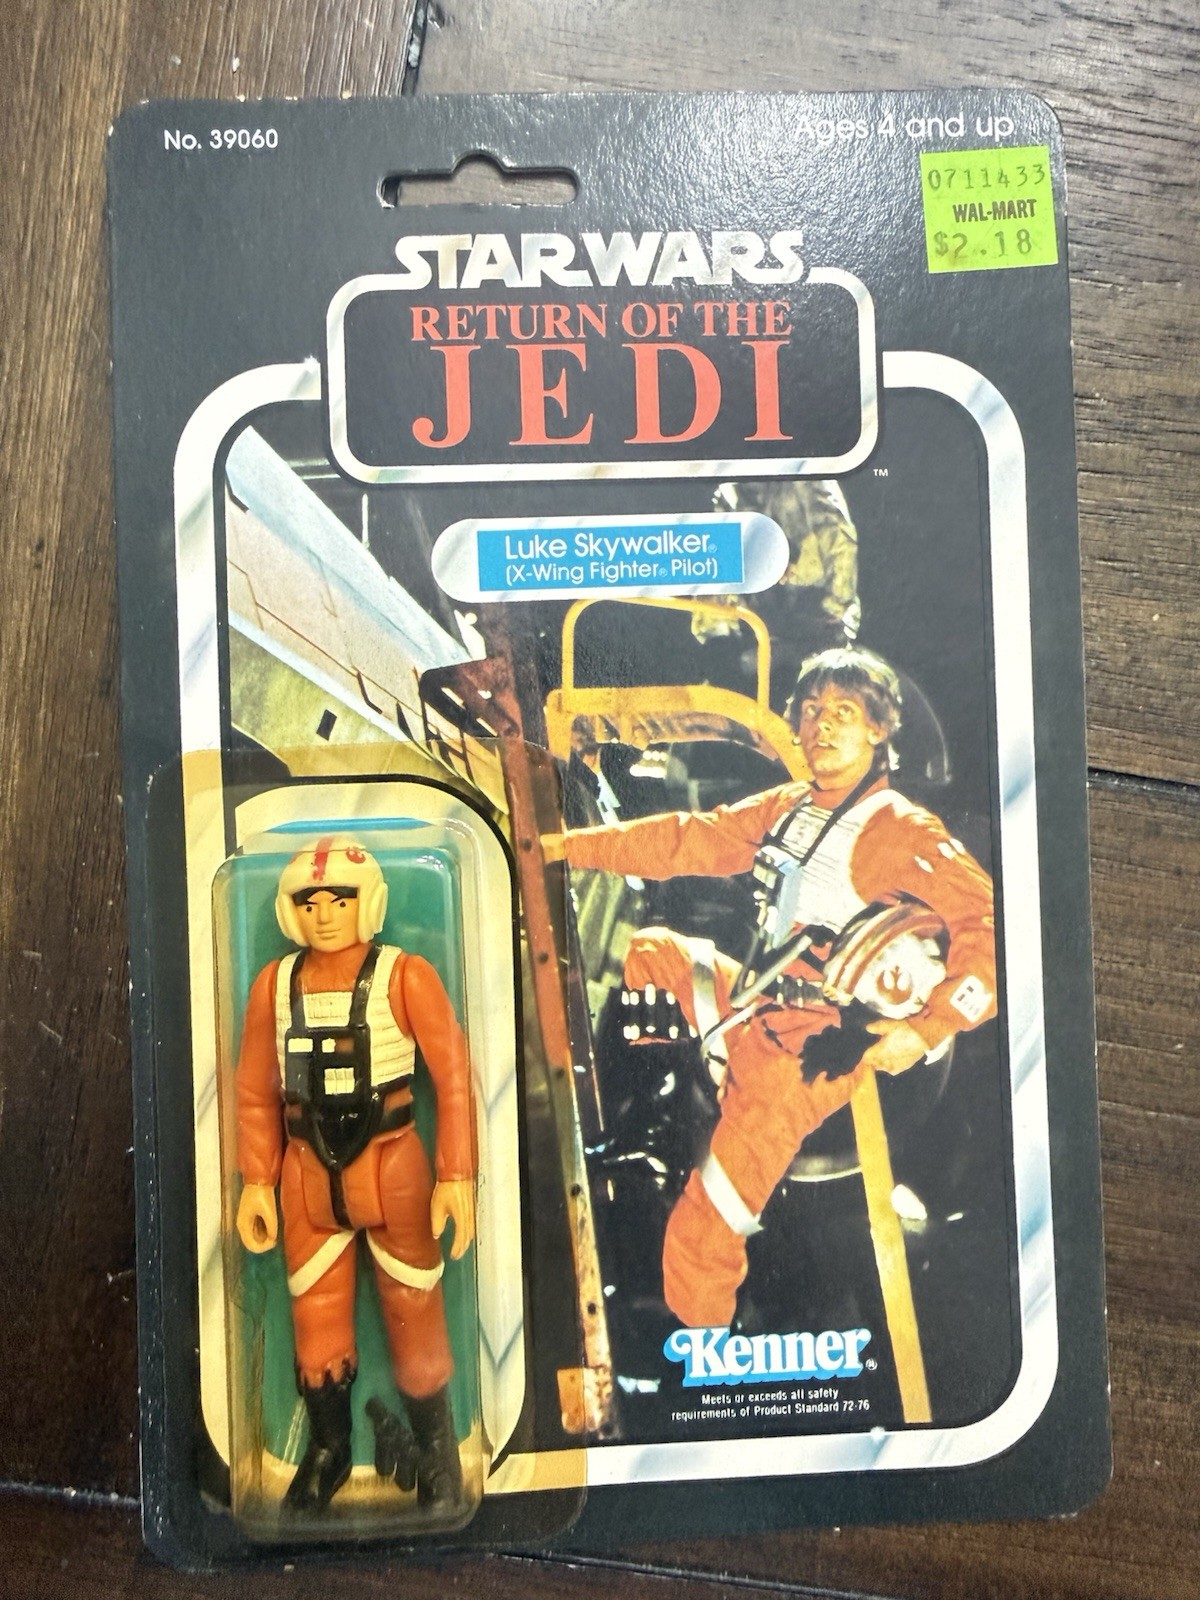 No. 39060
Ages 4 and up
0711433
WAL-MART
$2.18
STAR WARS
RETURN OF THE
JEDI
™
Luke Skywalker®
(X-Wing Fighter® Pilot)
Kenner®
Meets or exceeds all safety
requirements of Product Standard 72-76